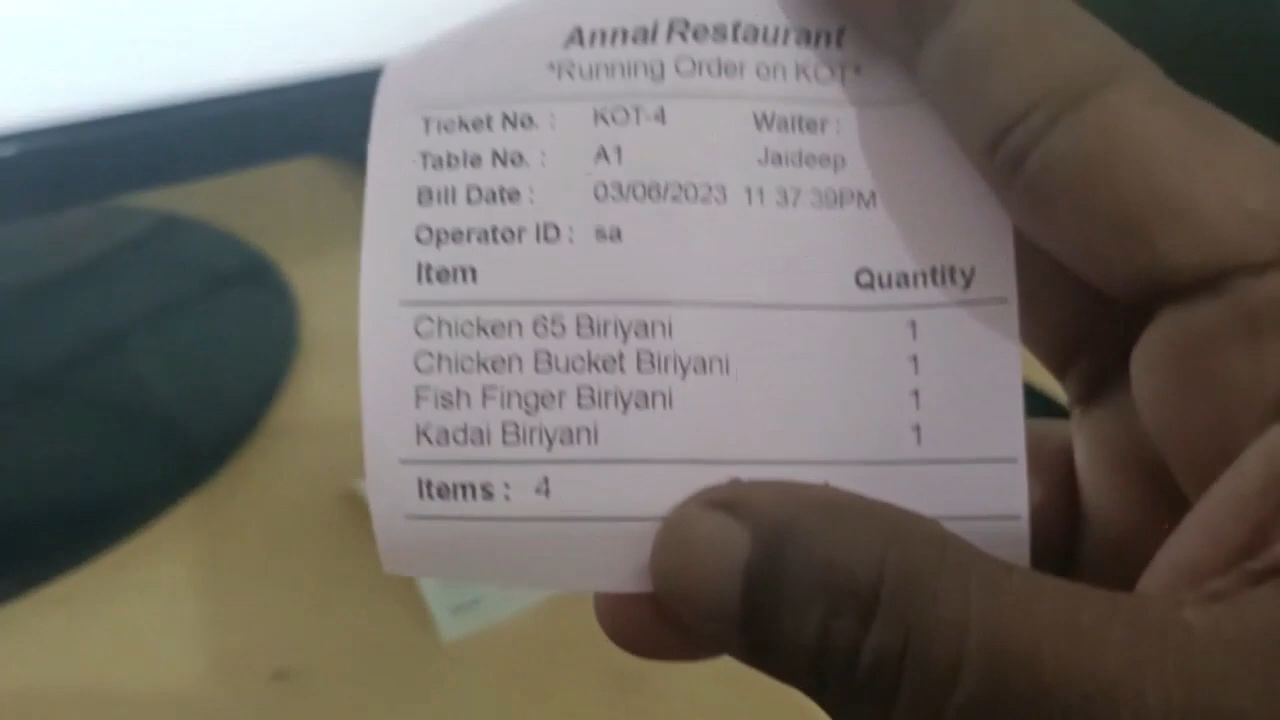 Annai Restaurant
*Running Order on KOT*
Ticket No. : KOT-4 Waiter :
Table No. : A1 Jaideep
Bill Date : 03/06/2023 11 37 39PM
Operator ID : sa
Item Quantity
Chicken 65 Biriyani 1
Chicken Bucket Biriyani 1
Fish Finger Biriyani 1
Kadai Biriyani 1
Items : 4